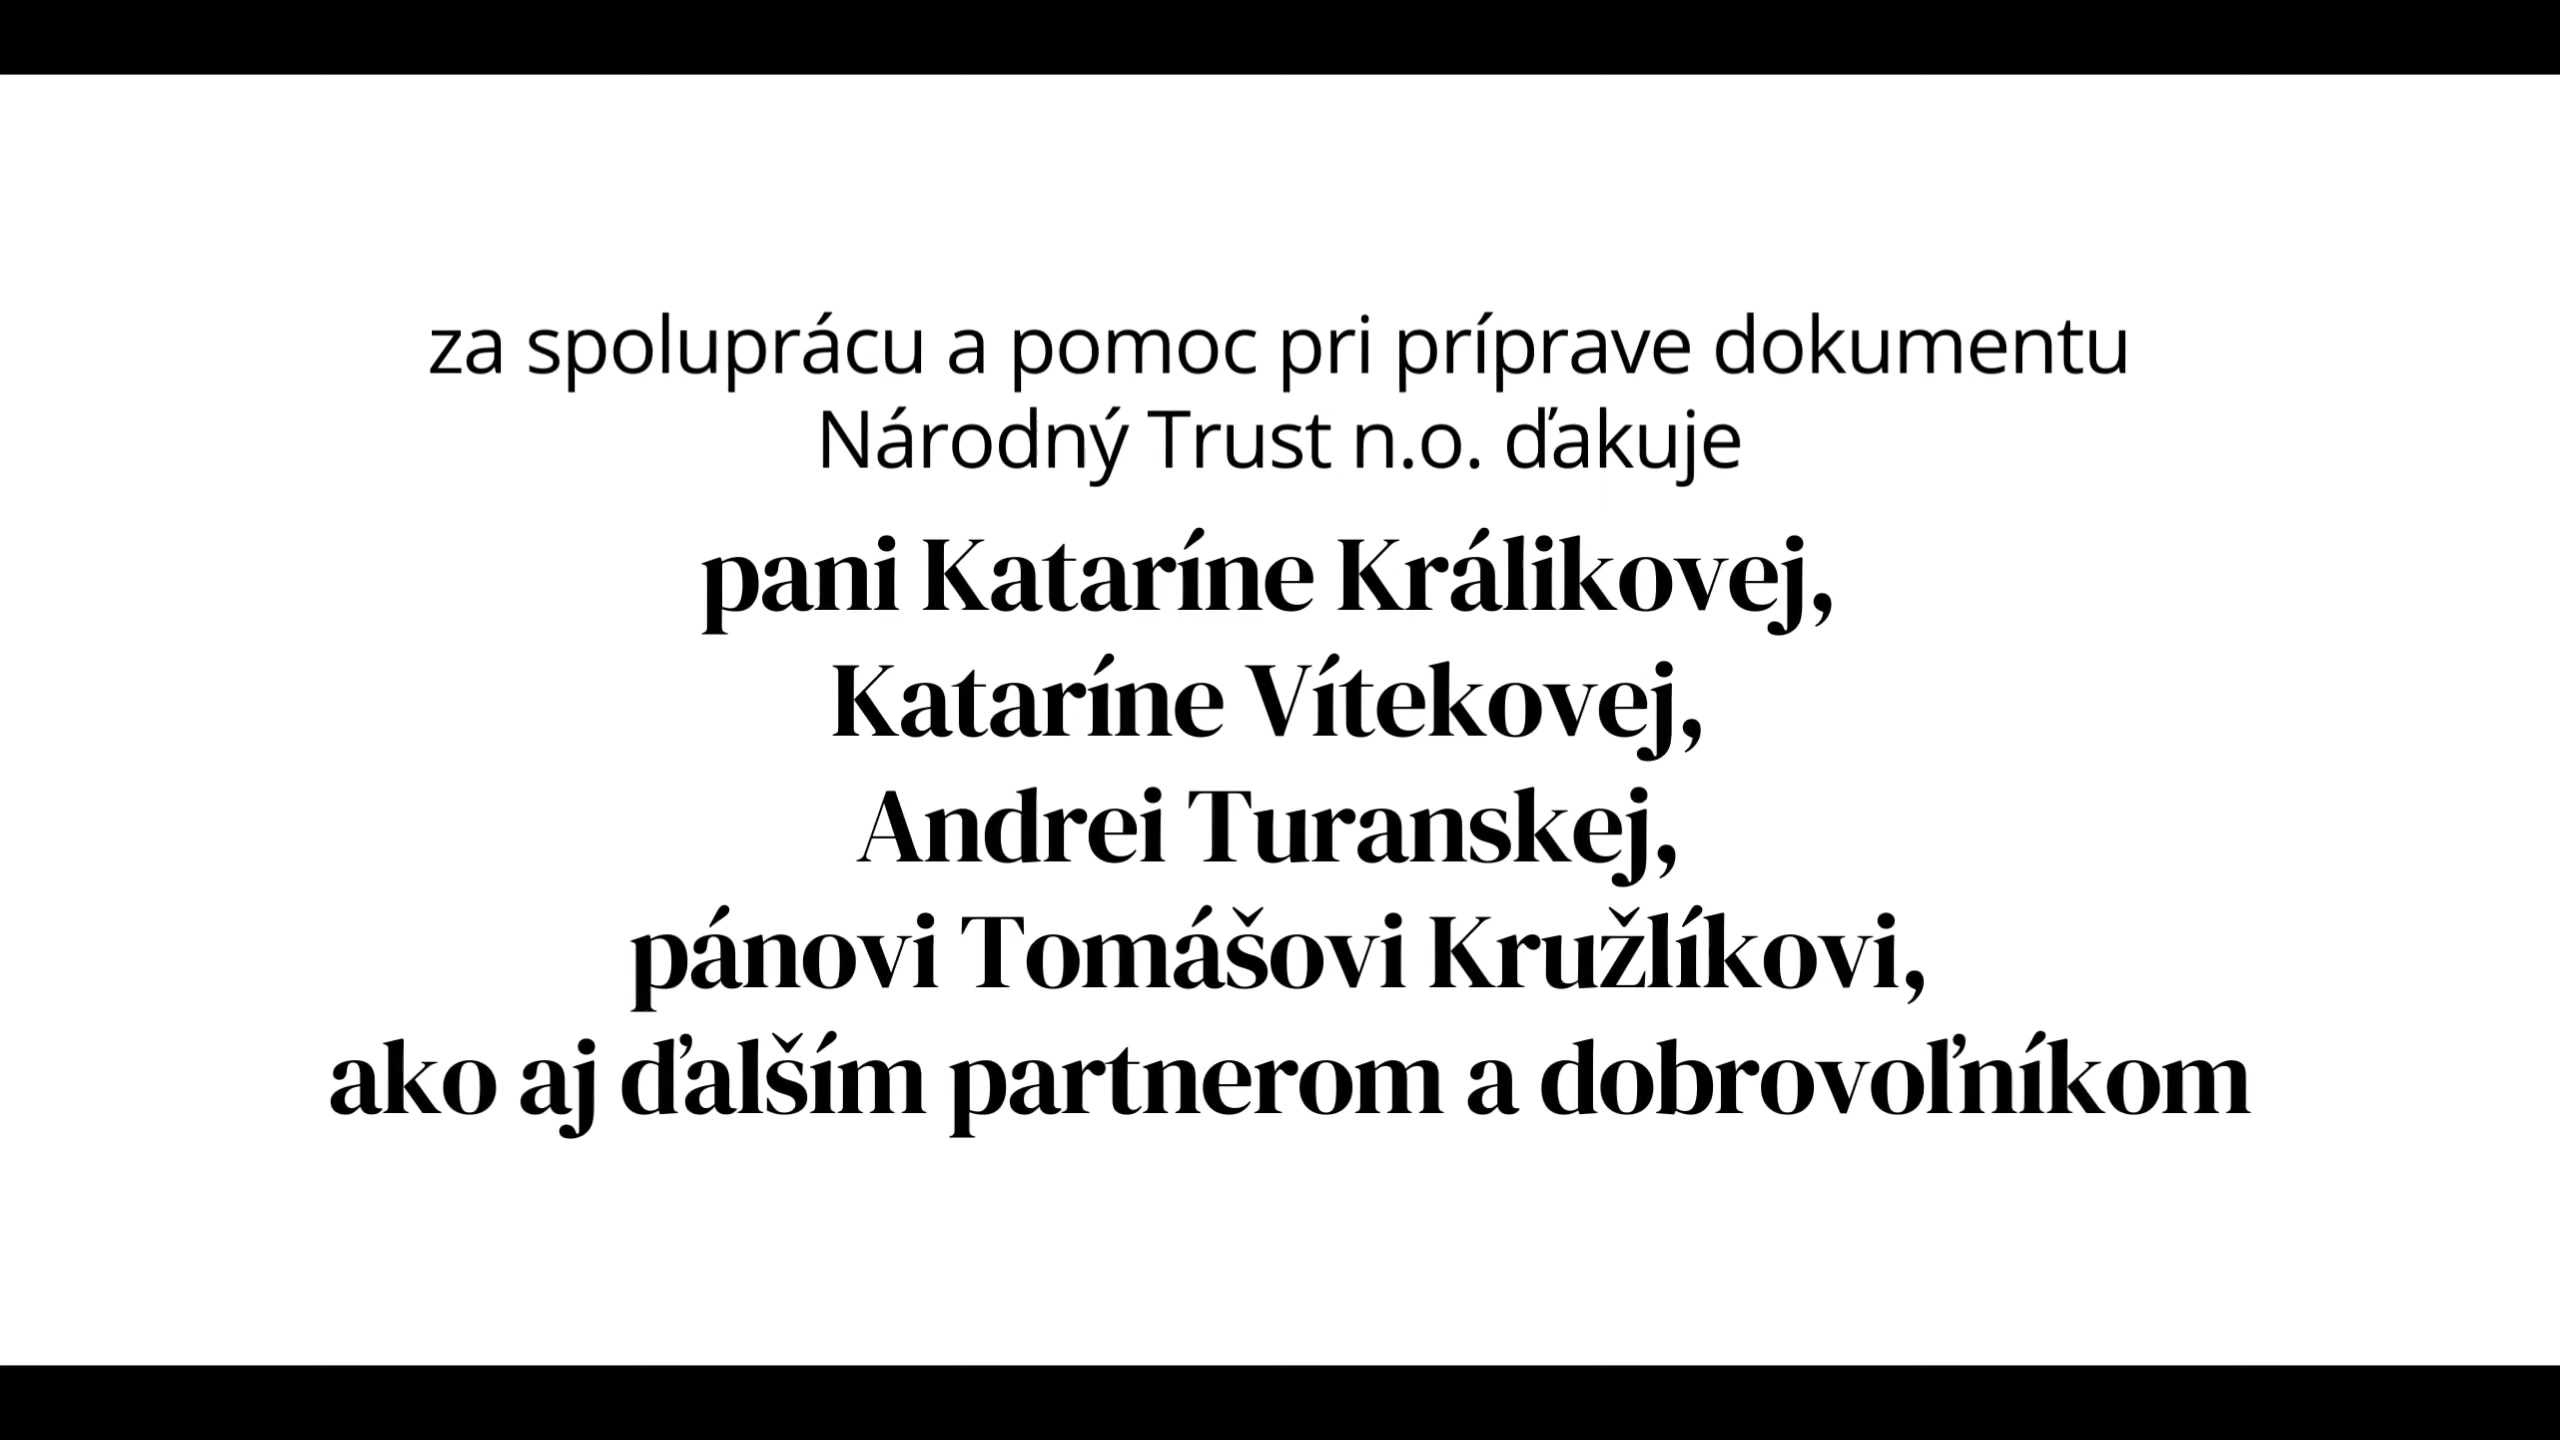 za spoluprácu a pomoc pri príprave dokumentu
Národný Trust n.o. ďakuje
pani Kataríne Králikovej,
Kataríne Vítekovej,
Andrei Turanskej,
pánovi Tomášovi Kružlíkovi,
ako aj ďalším partnerom a dobrovoľníkom